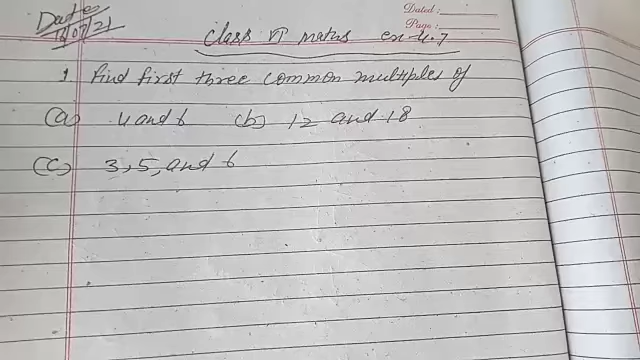 Date
16/07/21
Dated:
Page:
Class VI maths ex-4.7
1 Find first three common multiples of
(a) 4 and 6 (b) 12 and 18
(c) 3, 5, and 6